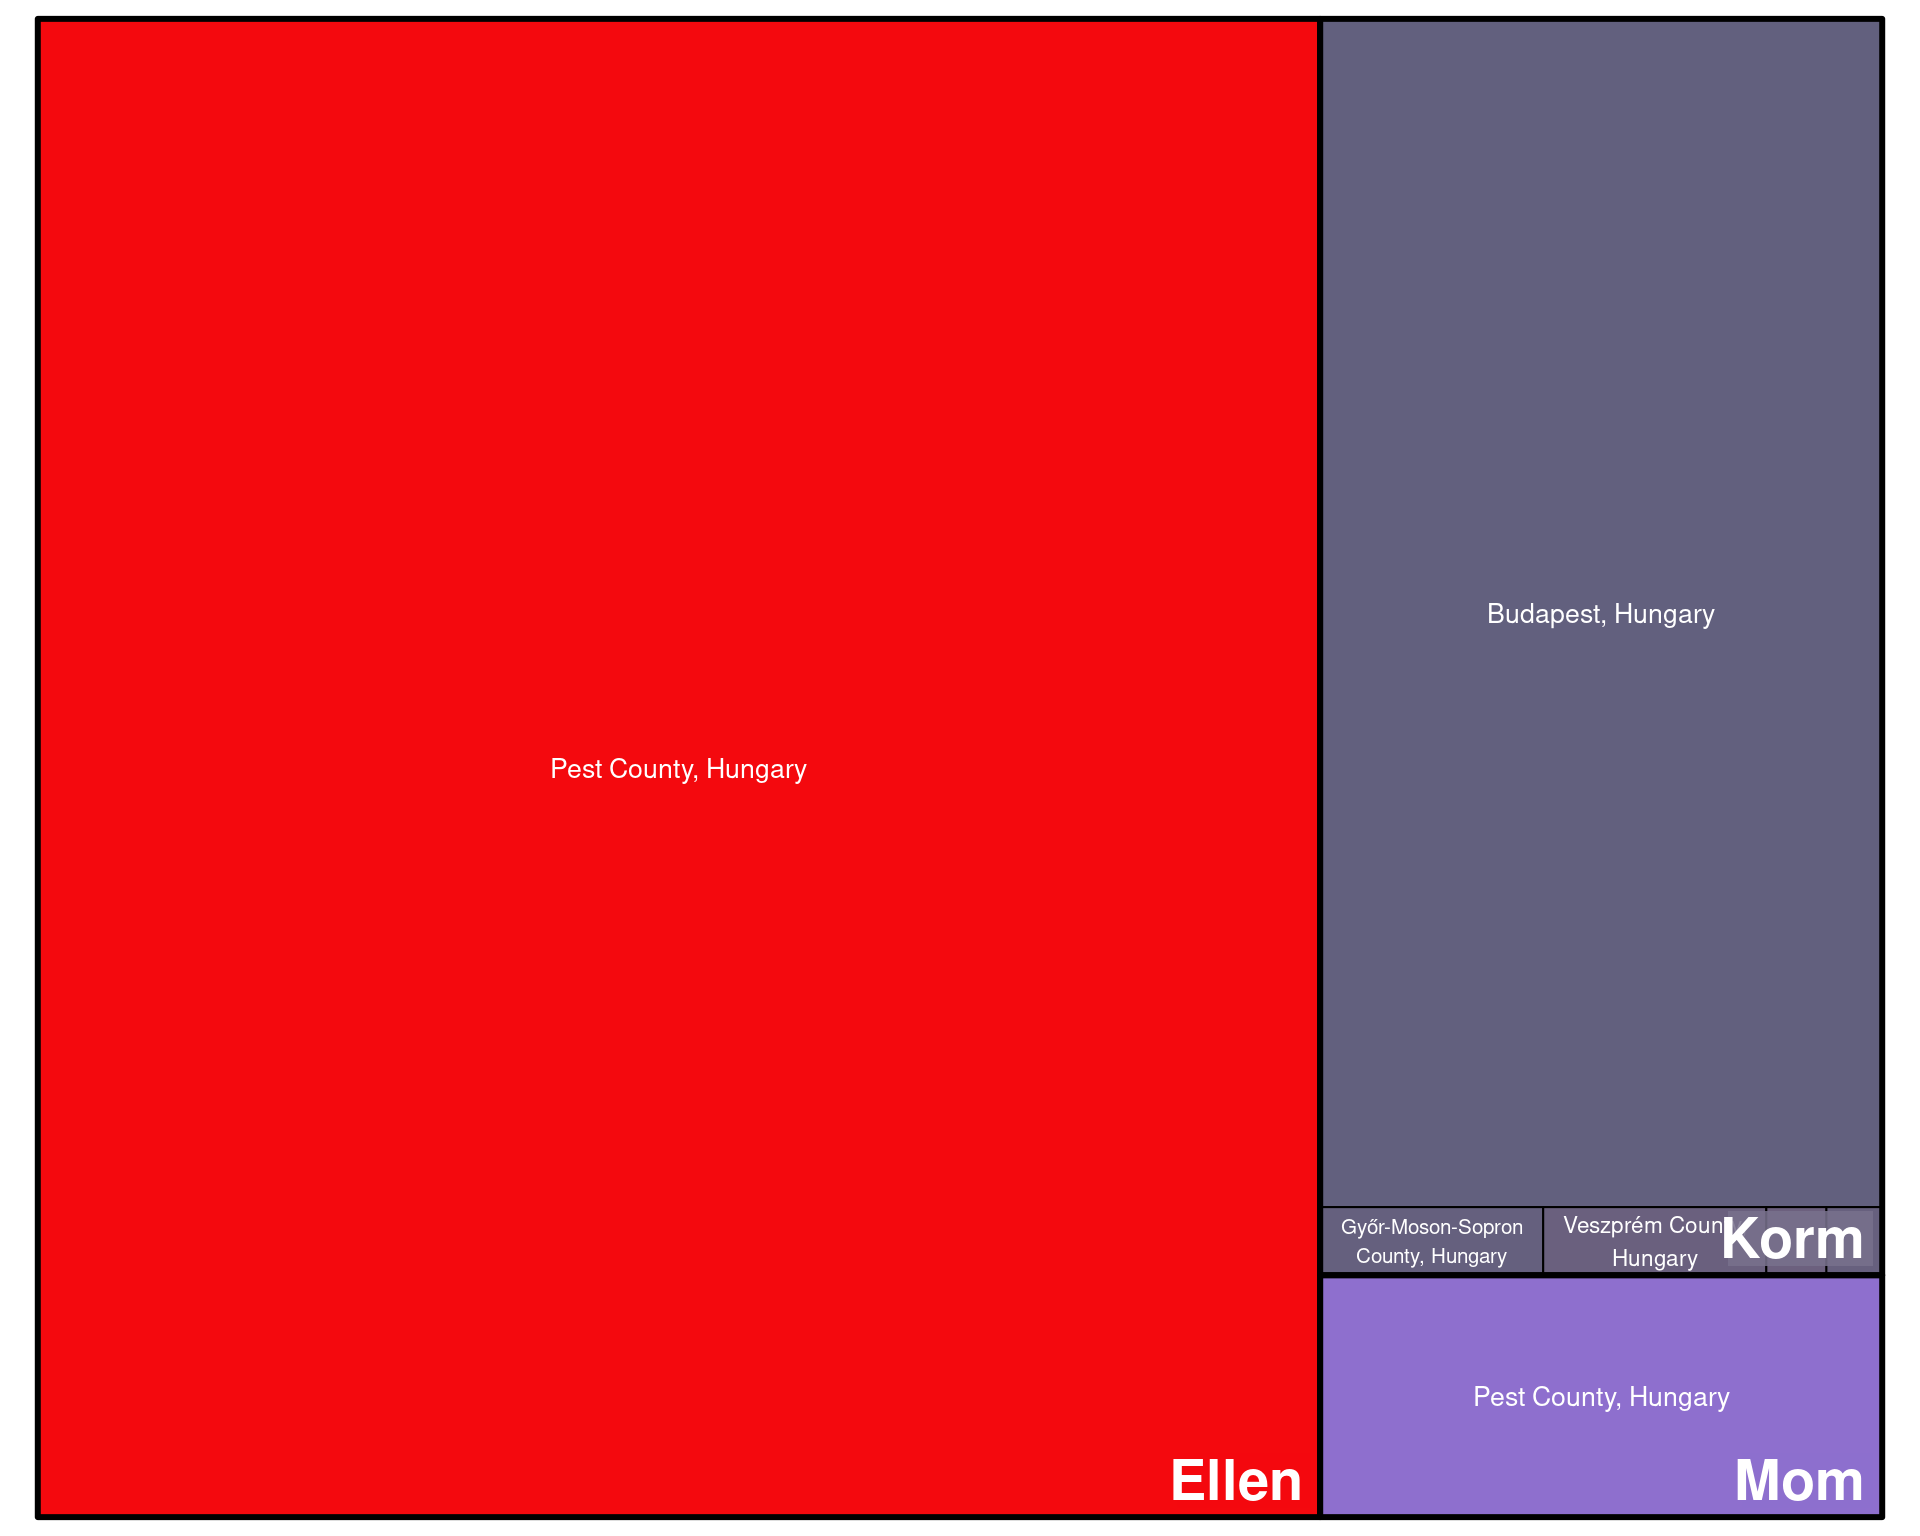 Pest County, Hungary
Ellen
Budapest, Hungary
Győr-Moson-Sopron
County, Hungary
Veszprém Coun
Hungary
Korm
Pest County, Hungary
Mom